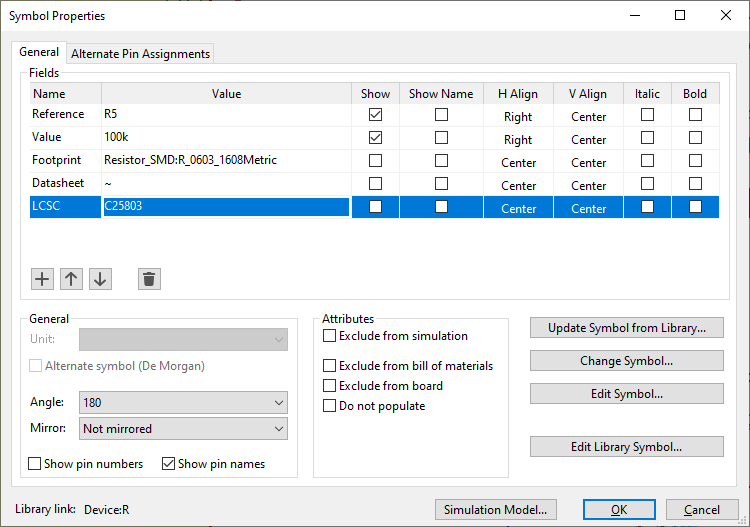 Symbol Properties
General Alternate Pin Assignments
Fields
Name Value Show Show Name H Align V Align Italic Bold
Reference R5 Right Center
Value 100k Right Center
Footprint Resistor_SMD:R_0603_1608Metric Center Center
Datasheet ~ Center Center
LCSC C25803 Center Center
General
Unit:
Alternate symbol (De Morgan)
Angle: 180
Mirror: Not mirrored
Show pin numbers Show pin names
Attributes
Exclude from simulation
Exclude from bill of materials
Exclude from board
Do not populate
Update Symbol from Library...
Change Symbol...
Edit Symbol...
Edit Library Symbol...
Library link: Device:R
Simulation Model... OK Cancel